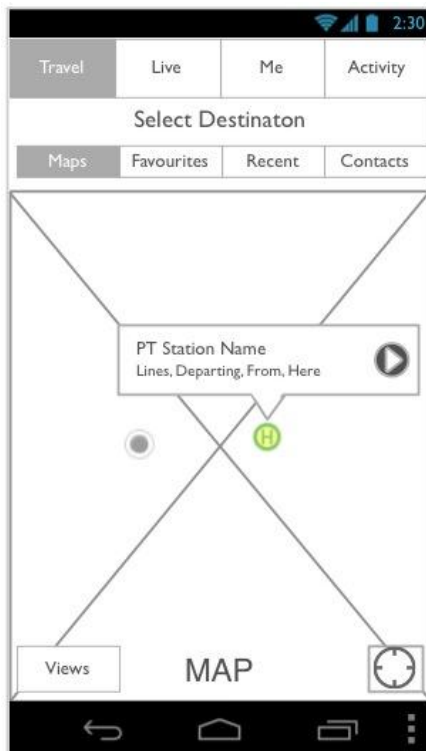 2:30
Travel Live Me Activity
Select Destinaton
Maps Favourites Recent Contacts
PT Station Name
Lines, Departing, From, Here
H
Views MAP